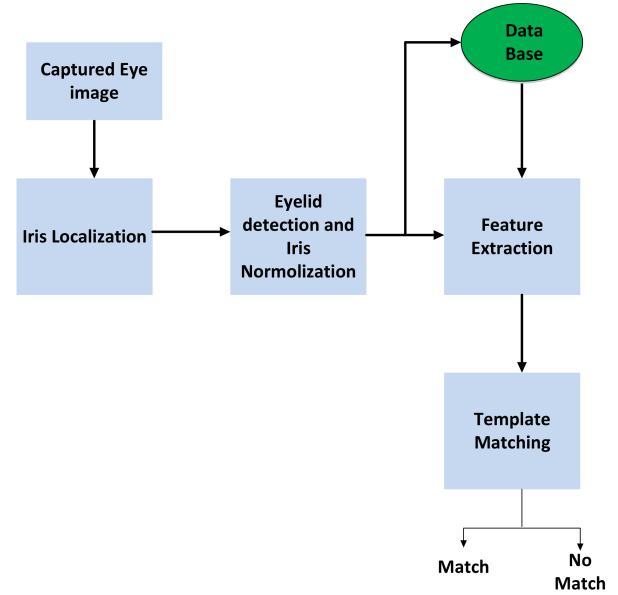 Data
Base
Captured Eye
image
Iris Localization
Eyelid
detection and
Iris
Normolization
Feature
Extraction
Template
Matching
Match
No
Match